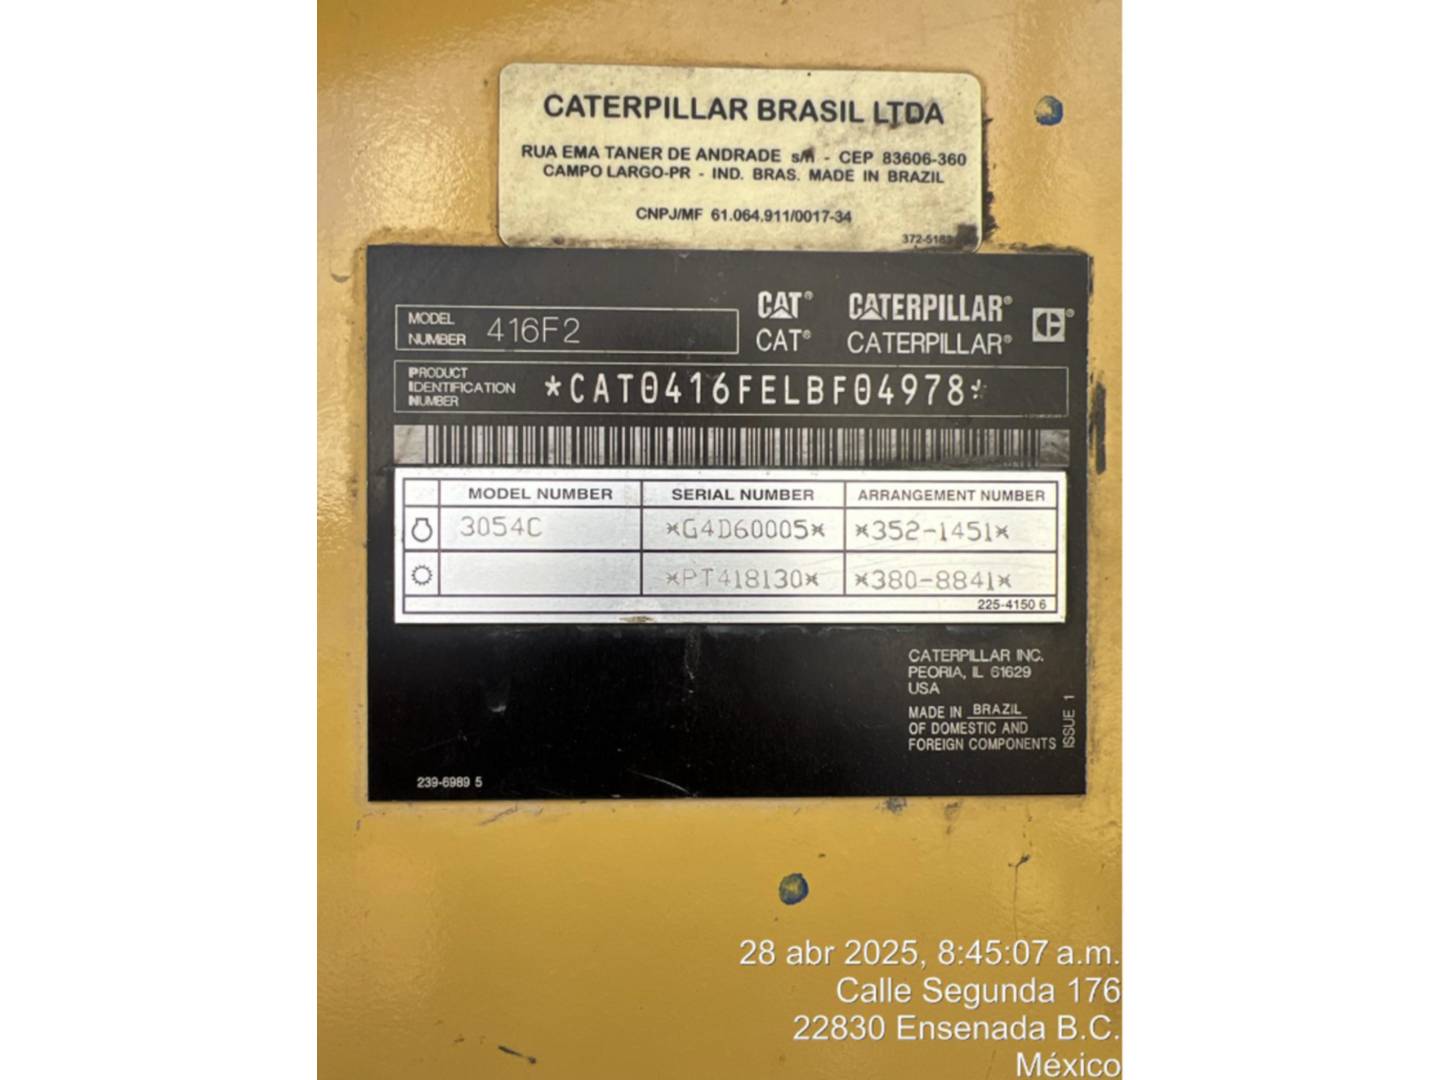 CATERPILLAR BRASIL LTDA
RUA EMA TANER DE ANDRADE s/n - CEP 83606-360
CAMPO LARGO-PR - IND. BRAS. MADE IN BRAZIL
CNPJ/MF 61.064.911/0017-34
MODEL NUMBER 416F2
CAT® CATERPILLAR®
CAT® CATERPILLAR®
PRODUCT IDENTIFICATION NUMBER *CAT0416FELBF04978*
MODEL NUMBER SERIAL NUMBER ARRANGEMENT NUMBER
3054C *G4D60005* *352-1451*
*PT418130* *380-8841*
225-4150 6
CATERPILLAR INC.
PEORIA, IL 61629
USA
MADE IN BRAZIL
OF DOMESTIC AND
FOREIGN COMPONENTS
ISSUE 1
239-6989 5
28 abr 2025, 8:45:07 a.m.
Calle Segunda 176
22830 Ensenada B.C.
México